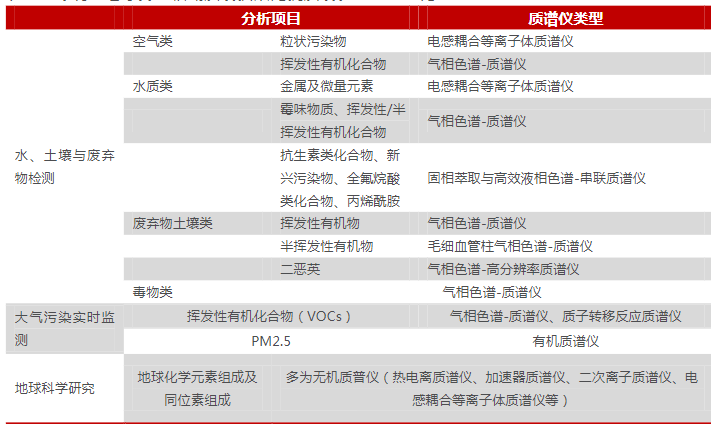 分析项目 质谱仪类型
空气类 粒状污染物 电感耦合等离子体质谱仪
挥发性有机化合物 气相色谱-质谱仪
水质类 金属及微量元素 电感耦合等离子体质谱仪
霉味物质、挥发性/半
挥发性有机化合物
气相色谱-质谱仪
水、土壤与废弃
物检测
抗生素类化合物、新
兴污染物、全氟烷酸
类化合物、丙烯酰胺
固相萃取与高效液相色谱-串联质谱仪
废弃物土壤类 挥发性有机物 气相色谱-质谱仪
半挥发性有机物 毛细血管柱气相色谱-质谱仪
二恶英 气相色谱-高分辨率质谱仪
毒物类 气相色谱-质谱仪
大气污染实时监
测
挥发性有机化合物（VOCs） 气相色谱-质谱仪、质子转移反应质谱仪
PM2.5 有机质谱仪
地球科学研究
地球化学元素组成及
同位素组成
多为无机质普仪（热电离质谱仪、加速器质谱仪、二次离子质谱仪、电
感耦合等离子体质谱仪等）